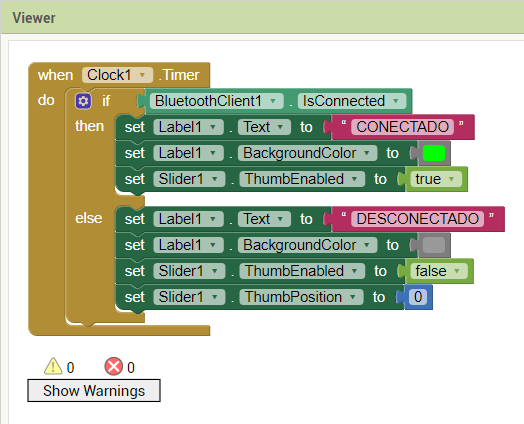 Viewer
when Clock1 .Timer
do if BluetoothClient1 . IsConnected
then set Label1 . Text to " CONECTADO "
set Label1 . BackgroundColor to
set Slider1 . ThumbEnabled to true
else set Label1 . Text to " DESCONECTADO "
set Label1 . BackgroundColor to
set Slider1 . ThumbEnabled to false
set Slider1 . ThumbPosition to 0
0 0
Show Warnings